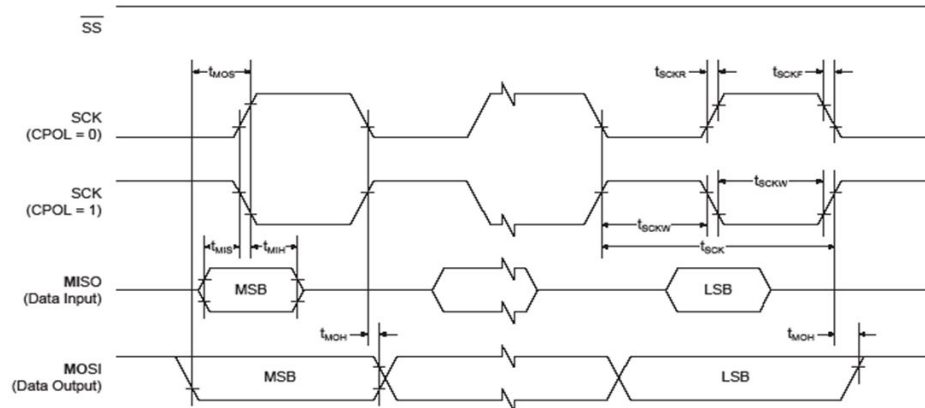 SS
tMOS
tSCKR
tSCKF
SCK
(CPOL = 0)
SCK
(CPOL = 1)
tSCKW
tSCKW
tSCK
tMIS
tMIH
MISO
(Data Input)
MSB
LSB
tMOH
tMOH
MOSI
(Data Output)
MSB
LSB